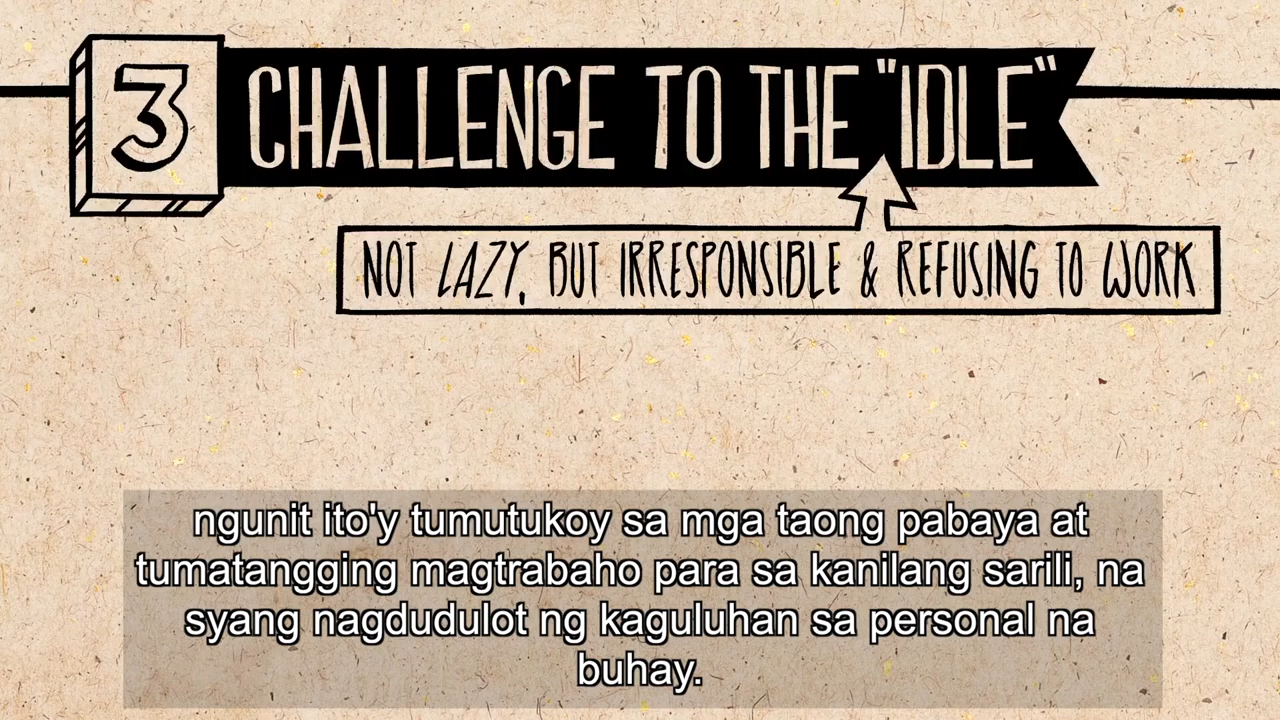 3 CHALLENGE TO THE "IDLE"
NOT LAZY, BUT IRRESPONSIBLE & REFUSING TO WORK
ngunit ito'y tumutukoy sa mga taong pabaya at
tumatangging magtrabaho para sa kanilang sarili, na
syang nagdudulot ng kaguluhan sa personal na
buhay.